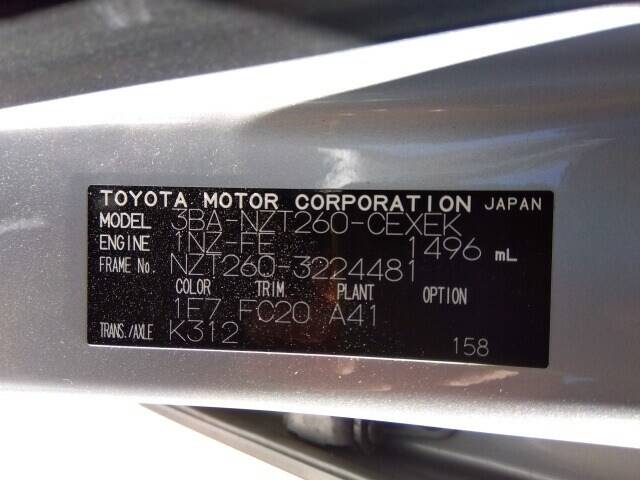 TOYOTA MOTOR CORPORATION JAPAN
MODEL 3BA-NZT260-CEXEK
ENGINE 1NZ-FE 1496 mL
FRAME No. NZT260-3224481
COLOR TRIM PLANT OPTION
1E7 FC20 A41
TRANS./AXLE K312
158